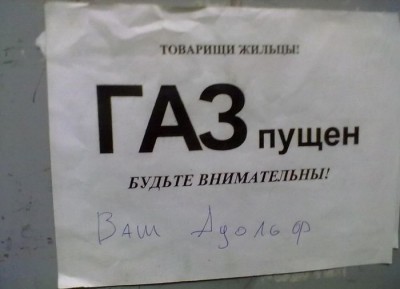 ТОВАРИЩИ ЖИЛЬЦЫ!
ГАЗ пущен
БУДЬТЕ ВНИМАТЕЛЬНЫ!
Ваш Адольф